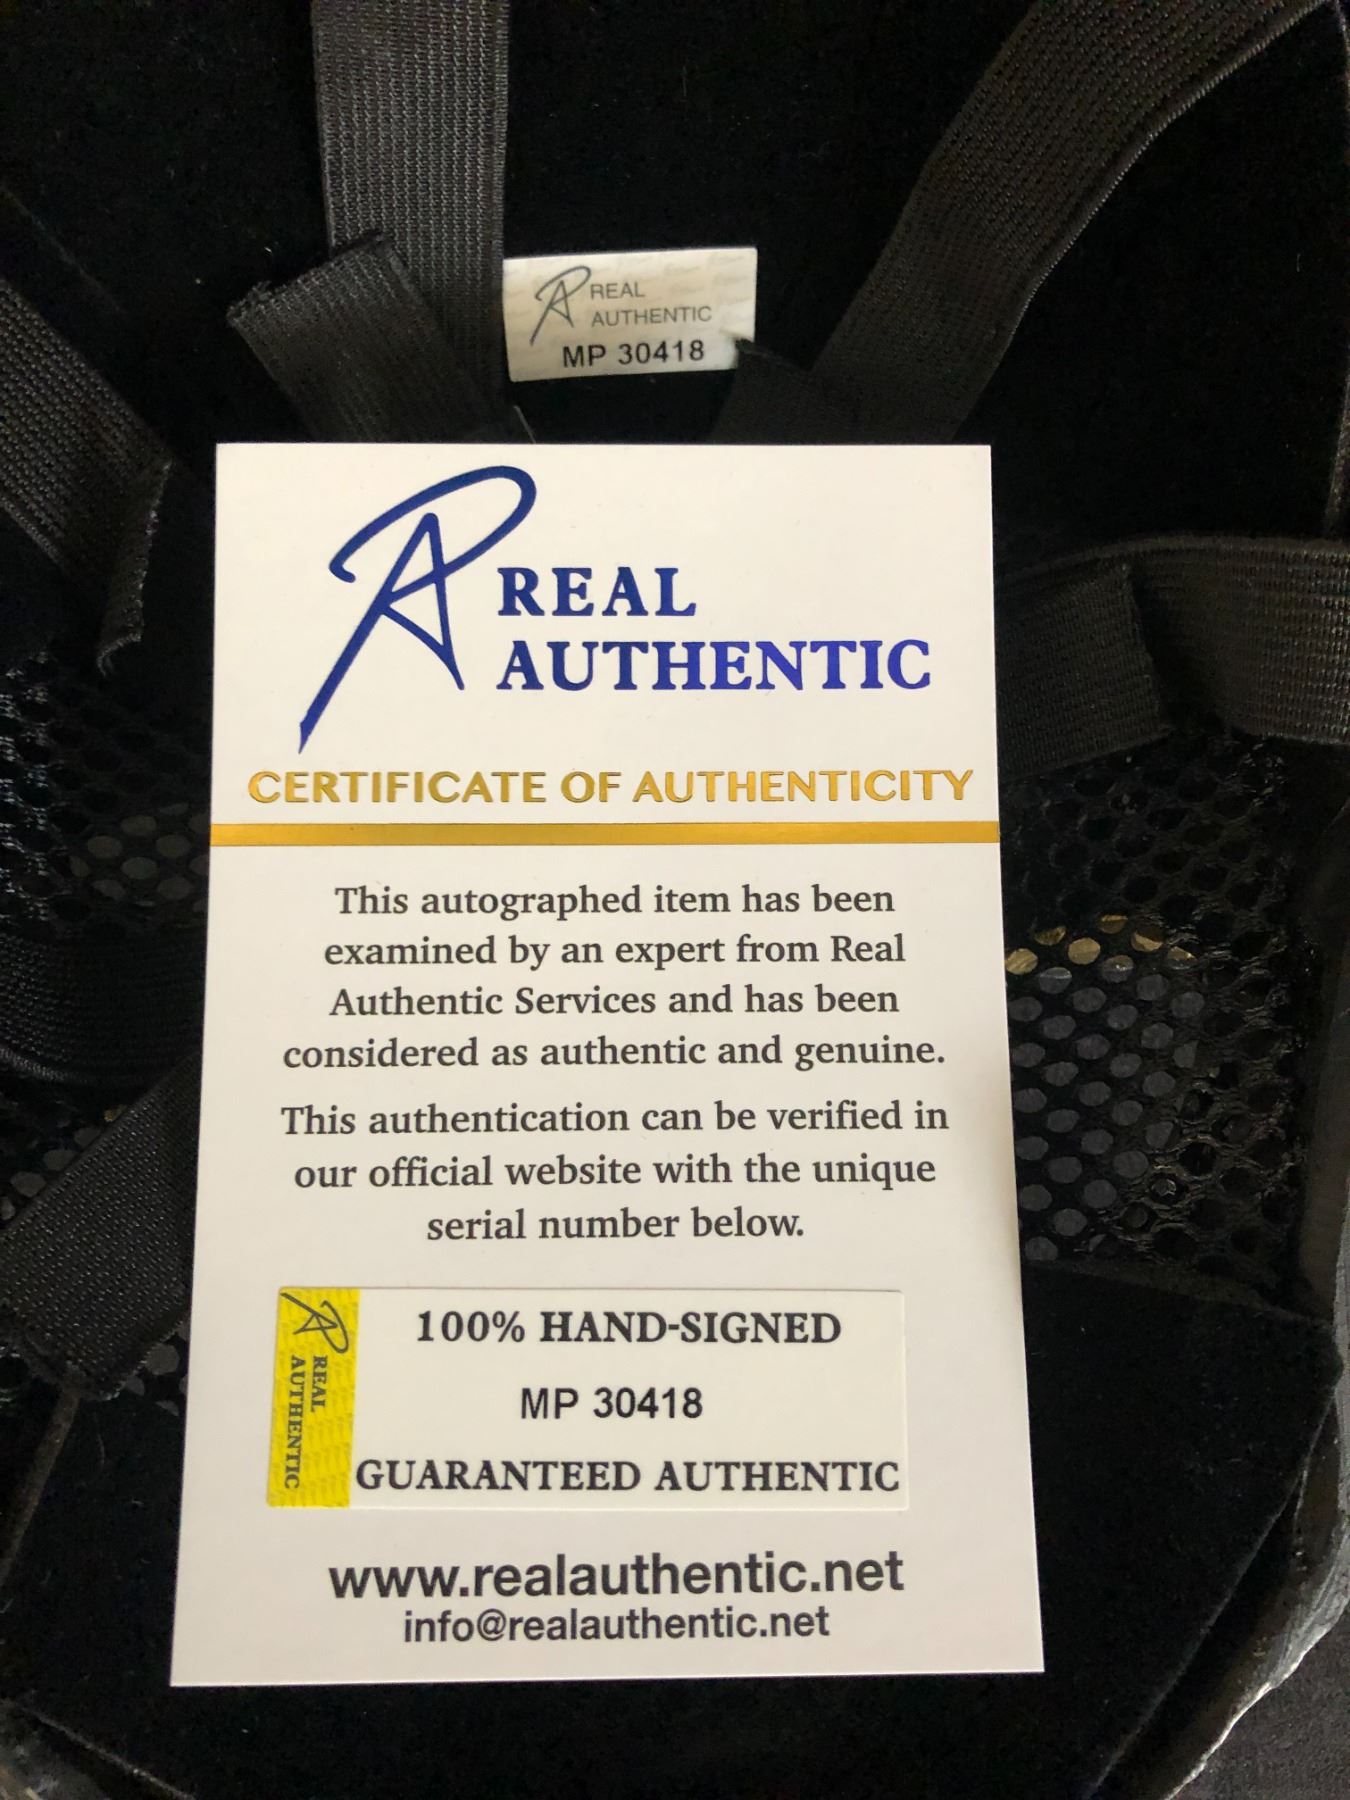 REAL
AUTHENTIC
MP 30418
REAL
AUTHENTIC
CERTIFICATE OF AUTHENTICITY
This autographed item has been
examined by an expert from Real
Authentic Services and has been
considered as authentic and genuine.
This authentication can be verified in
our official website with the unique
serial number below.
REAL
AUTHENTIC
100% HAND-SIGNED
MP 30418
GUARANTEED AUTHENTIC
www.realauthentic.net
info@realauthentic.net